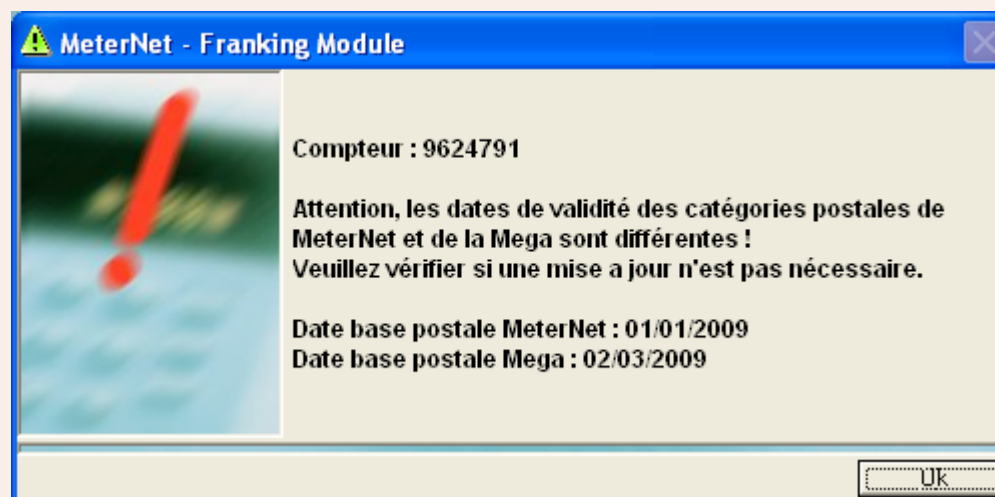 MeterNet - Franking Module
Compteur : 9624791
Attention, les dates de validité des catégories postales de
MeterNet et de la Mega sont différentes !
Veuillez vérifier si une mise a jour n'est pas nécessaire.
Date base postale MeterNet : 01/01/2009
Date base postale Mega : 02/03/2009
Ok